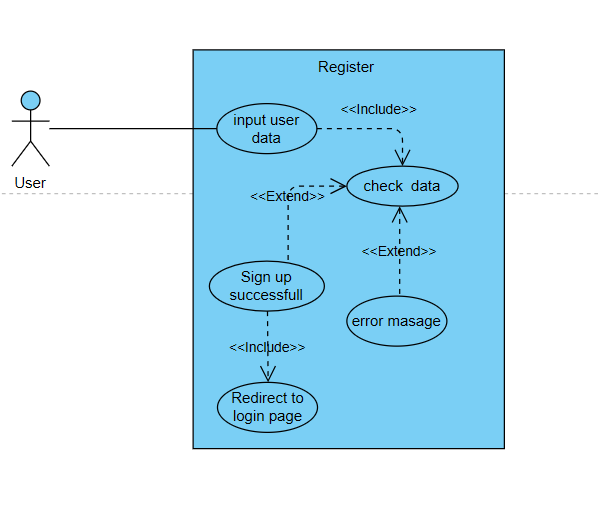 Register
input user
data
<<Include>>
User
check  data
<<Extend>>
<<Extend>>
Sign up
successfull
error masage
<<Include>>
Redirect to
login page